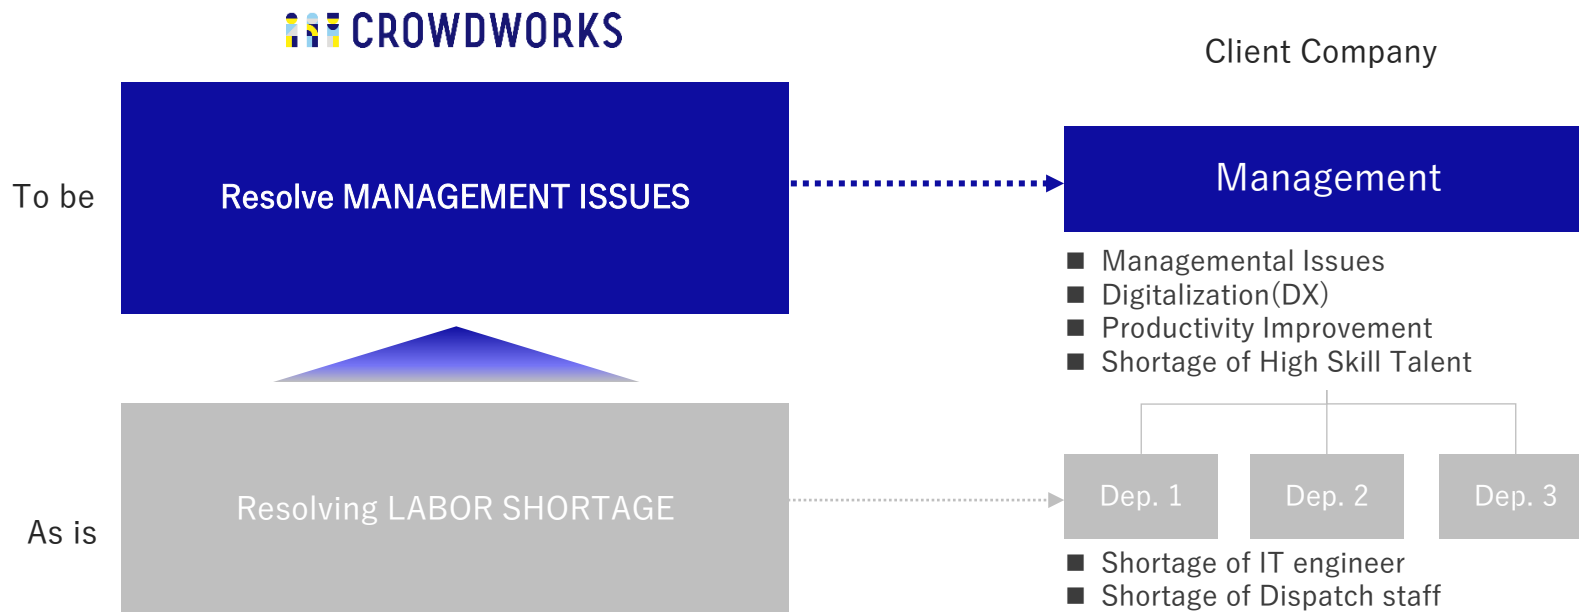 CROWDWORKS
Client Company
To be
Resolve MANAGEMENT ISSUES
Management
■ Managemental Issues
■ Digitalization(DX)
■ Productivity Improvement
■ Shortage of High Skill Talent
As is
Resolving LABOR SHORTAGE
Dep. 1
Dep. 2
Dep. 3
■ Shortage of IT engineer
■ Shortage of Dispatch staff